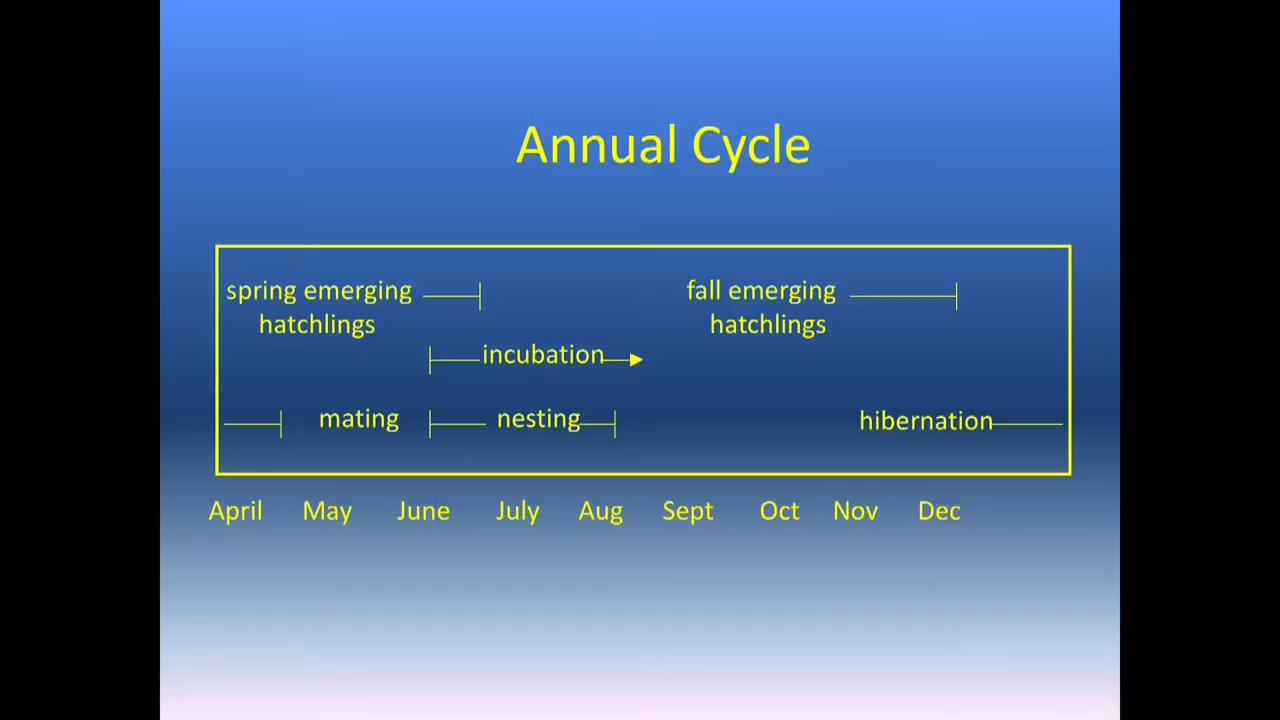 Annual Cycle
spring emerging
hatchlings
fall emerging
hatchlings
incubation
mating
nesting
hibernation
April May June July Aug Sept Oct Nov Dec